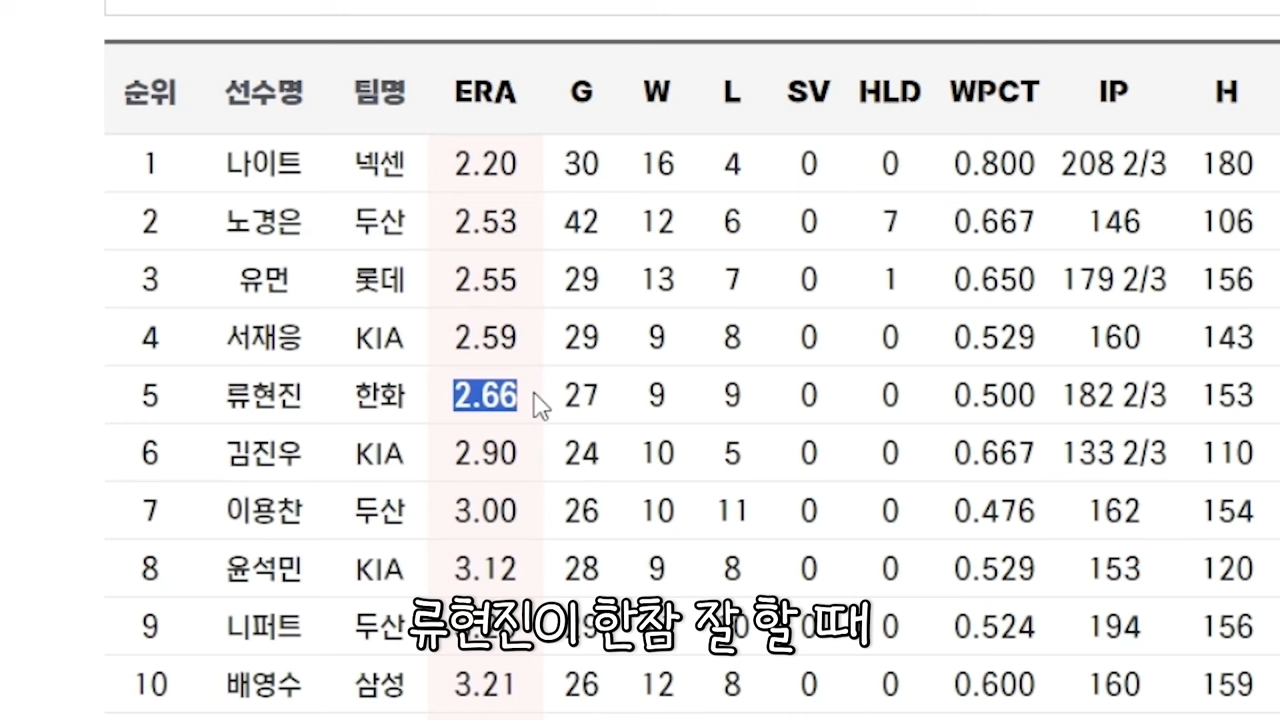 순위 선수명 팀명 ERA G W L SV HLD WPCT IP H
1 나이트 넥센 2.20 30 16 4 0 0 0.800 208 2/3 180
2 노경은 두산 2.53 42 12 6 0 7 0.667 146 106
3 유먼 롯데 2.55 29 13 7 0 1 0.650 179 2/3 156
4 서재응 KIA 2.59 29 9 8 0 0 0.529 160 143
5 류현진 한화 2.66 27 9 9 0 0 0.500 182 2/3 153
6 김진우 KIA 2.90 24 10 5 0 0 0.667 133 2/3 110
7 이용찬 두산 3.00 26 10 11 0 0 0.476 162 154
8 윤석민 KIA 3.12 28 9 8 0 0 0.529 153 120
9 니퍼트 두산 0 0.524 194 156
류현진이 한참 잘 할 때
10 배영수 삼성 3.21 26 12 8 0 0 0.600 160 159